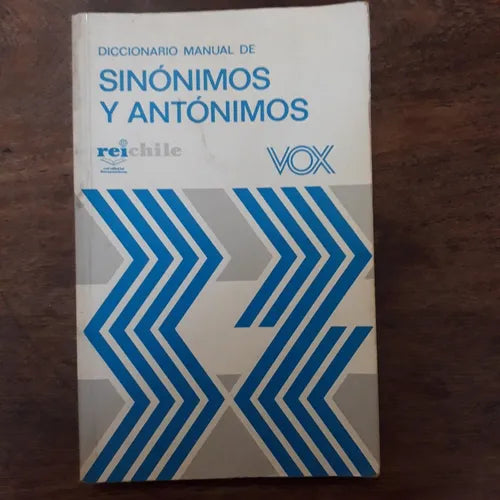 DICCIONARIO MANUAL DE
SINÓNIMOS
Y ANTÓNIMOS
reichile
VOX